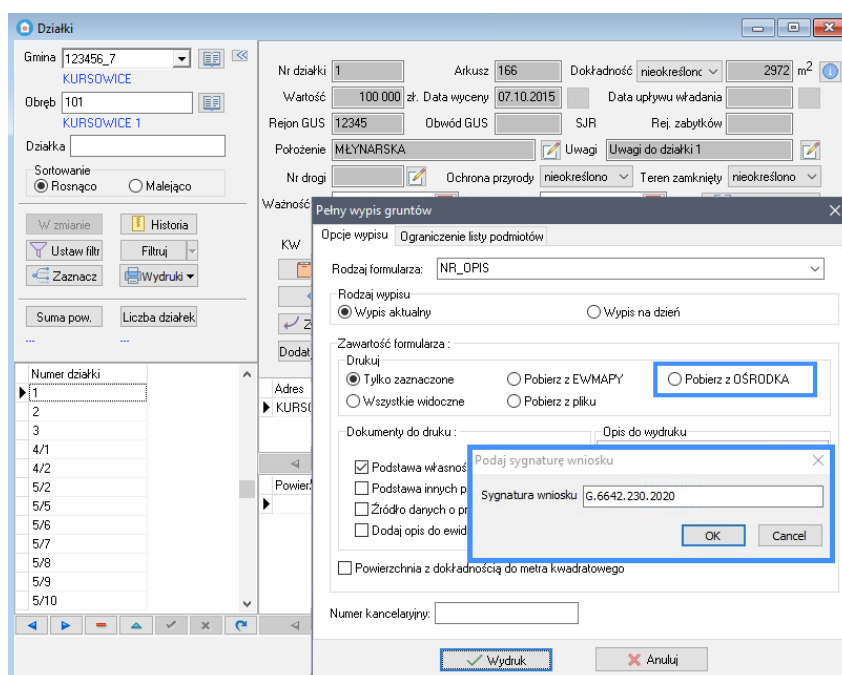 Działki
Gmina 123456_7
KURSOWICE
Obręb 101
KURSOWICE 1
Działka
Sortowanie
Rosnąco Malejąco
W zmianie Historia
Ustaw filtr Filtruj
Zaznacz Wydruki
Suma pow. Liczba działek
... ...
Numer działki
1
2
3
4/1
4/2
5/2
5/5
5/6
5/7
5/8
5/9
5/10
Nr działki 1 Arkusz 166 Dokładność nieokreślonc 2972 m2
Wartość 100 000 zł. Data wyceny 07.10.2015 Data upływu władania
Rejon GUS 12345 Obwód GUS SJR Rej. zabytków
Położenie MŁYNARSKA Uwagi Uwagi do działki 1
Nr drogi Ochrona przyrody nieokreślono Teren zamknięty nieokreślono
Ważność
KW
Z
Dodat
Adres
KURSO
Powierz
Pełny wypis gruntów
Opcje wypisu Ograniczenie listy podmiotów
Rodzaj formularza: NR_OPIS
Rodzaj wypisu
Wypis aktualny Wypis na dzień
Zawartość formularza :
Drukuj
Tylko zaznaczone Pobierz z EWMAPY Pobierz z OŚRODKA
Wszystkie widoczne Pobierz z pliku
Dokumenty do druku : Opis do wydruku
Podstawa własnoś
Podstawa innych p
Źródło danych o pr
Dodaj opis do ewid
Podaj sygnaturę wniosku
Sygnatura wniosku G.6642.230.2020
OK Cancel
Powierzchnia z dokładnością do metra kwadratowego
Numer kancelaryjny:
Wydruk Anuluj